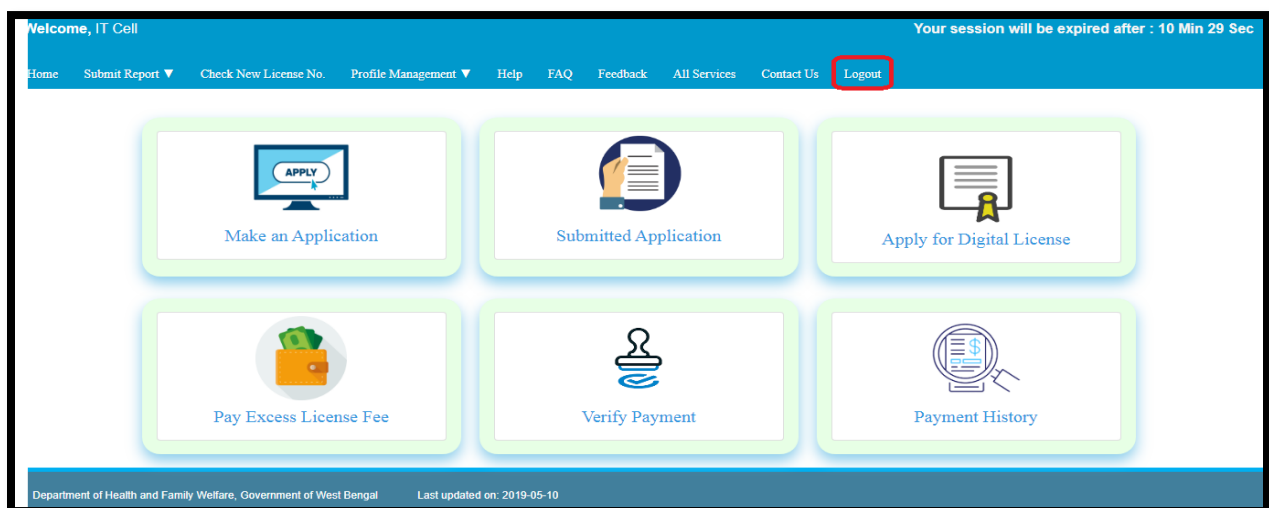 Welcome, IT Cell Your session will be expired after : 10 Min 29 Sec
Home Submit Report ▼ Check New License No. Profile Management ▼ Help FAQ Feedback All Services Contact Us Logout
APPLY
Make an Application Submitted Application Apply for Digital License
$
Pay Excess License Fee Verify Payment Payment History
Department of Health and Family Welfare, Government of West Bengal Last updated on: 2019-05-10